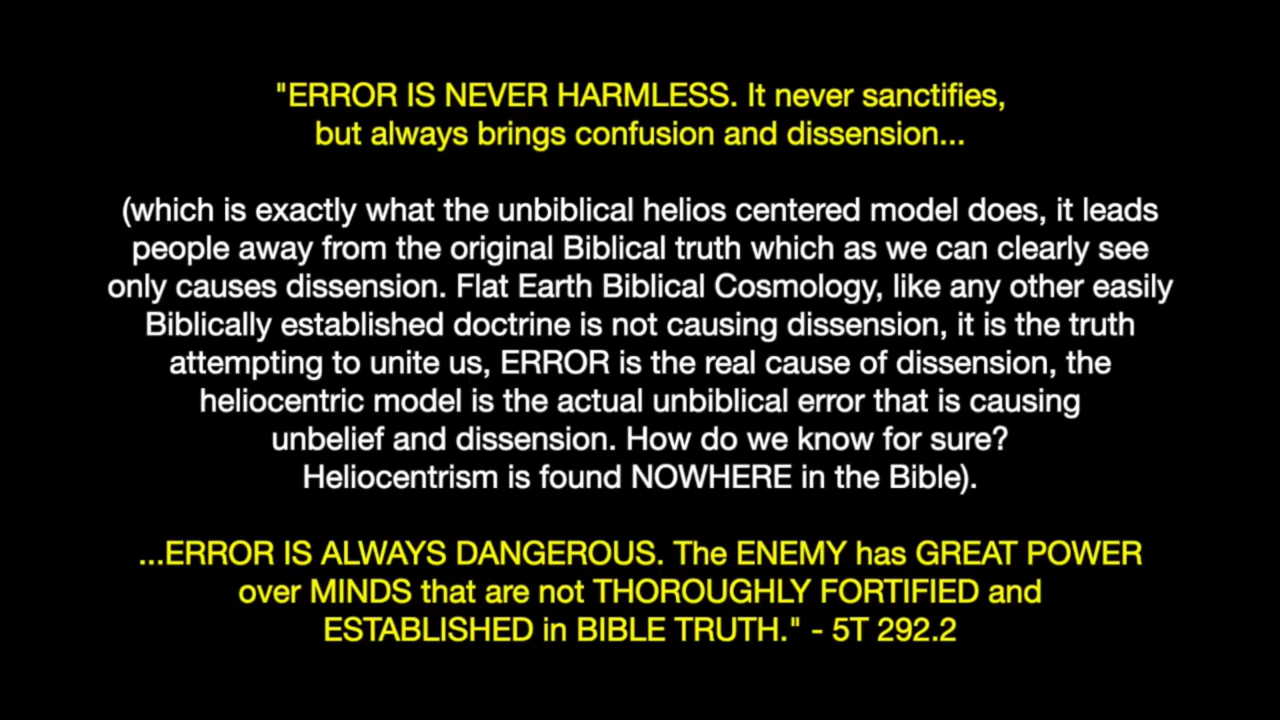 "ERROR IS NEVER HARMLESS. It never sanctifies,
but always brings confusion and dissension...
(which is exactly what the unbiblical helios centered model does, it leads
people away from the original Biblical truth which as we can clearly see
only causes dissension. Flat Earth Biblical Cosmology, like any other easily
Biblically established doctrine is not causing dissension, it is the truth
attempting to unite us, ERROR is the real cause of dissension, the
heliocentric model is the actual unbiblical error that is causing
unbelief and dissension. How do we know for sure?
Heliocentrism is found NOWHERE in the Bible).
...ERROR IS ALWAYS DANGEROUS. The ENEMY has GREAT POWER
over MINDS that are not THOROUGHLY FORTIFIED and
ESTABLISHED in BIBLE TRUTH." - 5T 292.2